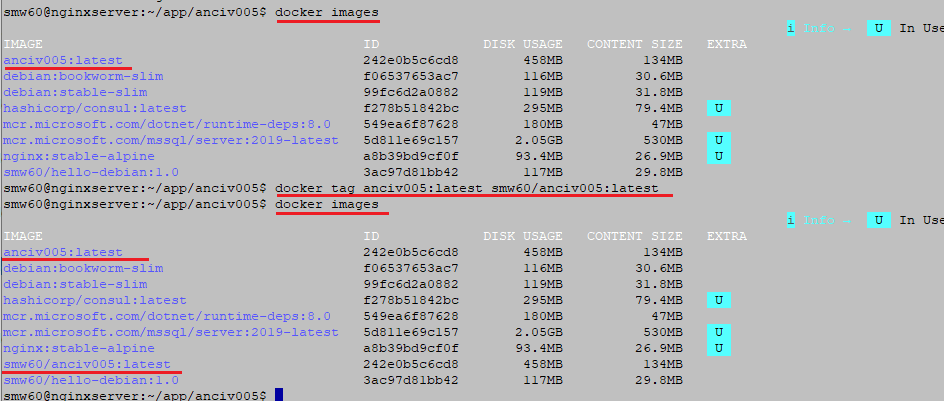 smw60@nginxserver:~/app/anciv005$ docker images
i Info → U In Use
IMAGE ID DISK USAGE CONTENT SIZE EXTRA
anciv005:latest 242e0b5c6cd8 458MB 134MB
debian:bookworm-slim f06537653ac7 116MB 30.6MB
debian:stable-slim 99fc6d2a0882 119MB 31.8MB
hashicorp/consul:latest f278b51842bc 295MB 79.4MB U
mcr.microsoft.com/dotnet/runtime-deps:8.0 549ea6f87628 180MB 47MB
mcr.microsoft.com/mssql/server:2019-latest 5d811e69c157 2.05GB 530MB U
nginx:stable-alpine a8b39bd9cf0f 93.4MB 26.9MB U
smw60/hello-debian:1.0 3ac97d81bb42 117MB 29.8MB
smw60@nginxserver:~/app/anciv005$ docker tag anciv005:latest smw60/anciv005:latest
smw60@nginxserver:~/app/anciv005$ docker images
i Info → U In Use
IMAGE ID DISK USAGE CONTENT SIZE EXTRA
anciv005:latest 242e0b5c6cd8 458MB 134MB
debian:bookworm-slim f06537653ac7 116MB 30.6MB
debian:stable-slim 99fc6d2a0882 119MB 31.8MB
hashicorp/consul:latest f278b51842bc 295MB 79.4MB U
mcr.microsoft.com/dotnet/runtime-deps:8.0 549ea6f87628 180MB 47MB
mcr.microsoft.com/mssql/server:2019-latest 5d811e69c157 2.05GB 530MB U
nginx:stable-alpine a8b39bd9cf0f 93.4MB 26.9MB U
smw60/anciv005:latest 242e0b5c6cd8 458MB 134MB
smw60/hello-debian:1.0 3ac97d81bb42 117MB 29.8MB
smw60@nginxserver:~/app/anciv005$